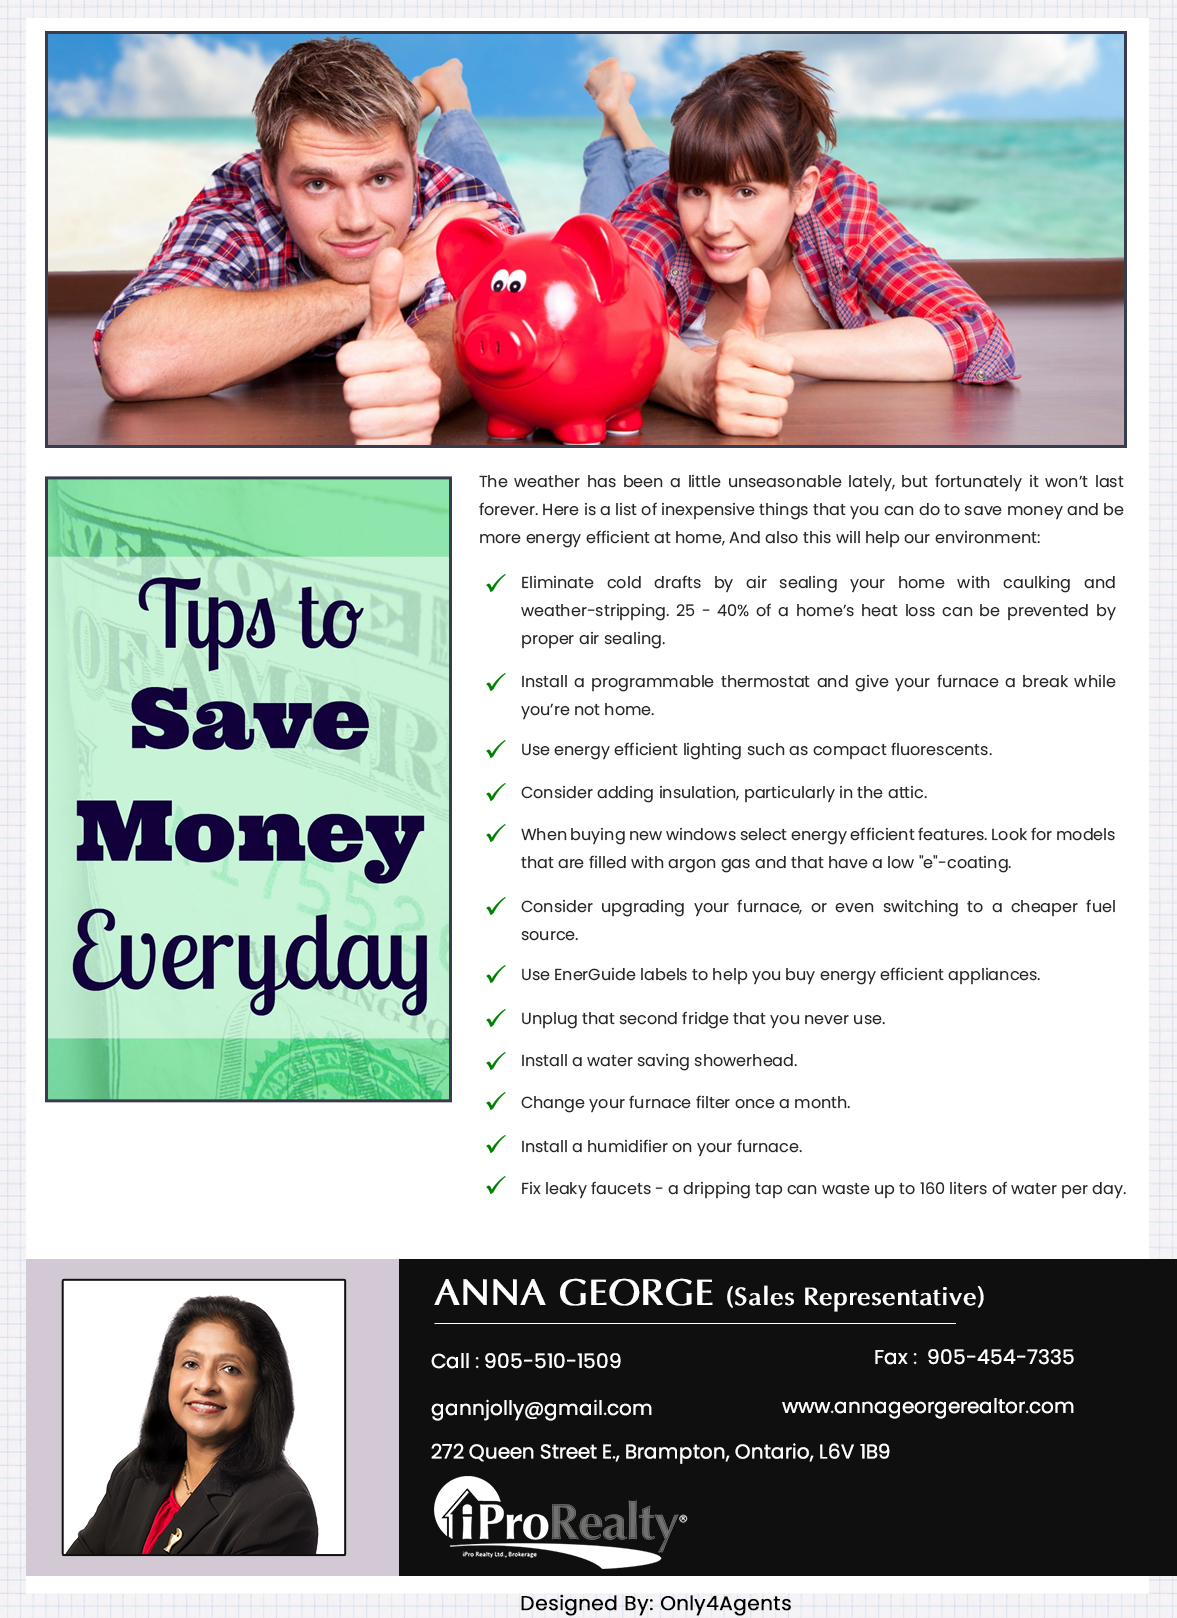 Tips to
Save
Money
Everyday
The weather has been a little unseasonable lately, but fortunately it won’t last
forever. Here is a list of inexpensive things that you can do to save money and be
more energy efficient at home, And also this will help our environment:
Eliminate cold drafts by air sealing your home with caulking and
weather-stripping. 25 - 40% of a home’s heat loss can be prevented by
proper air sealing.
Install a programmable thermostat and give your furnace a break while
you’re not home.
Use energy efficient lighting such as compact fluorescents.
Consider adding insulation, particularly in the attic.
When buying new windows select energy efficient features. Look for models
that are filled with argon gas and that have a low "e"-coating.
Consider upgrading your furnace, or even switching to a cheaper fuel
source.
Use EnerGuide labels to help you buy energy efficient appliances.
Unplug that second fridge that you never use.
Install a water saving showerhead.
Change your furnace filter once a month.
Install a humidifier on your furnace.
Fix leaky faucets - a dripping tap can waste up to 160 liters of water per day.
ANNA GEORGE (Sales Representative)
Call : 905-510-1509
Fax : 905-454-7335
gannjolly@gmail.com
www.annageorgerealtor.com
272 Queen Street E., Brampton, Ontario, L6V 1B9
iProRealty®
iPro Realty Ltd., Brokerage
Designed By: Only4Agents